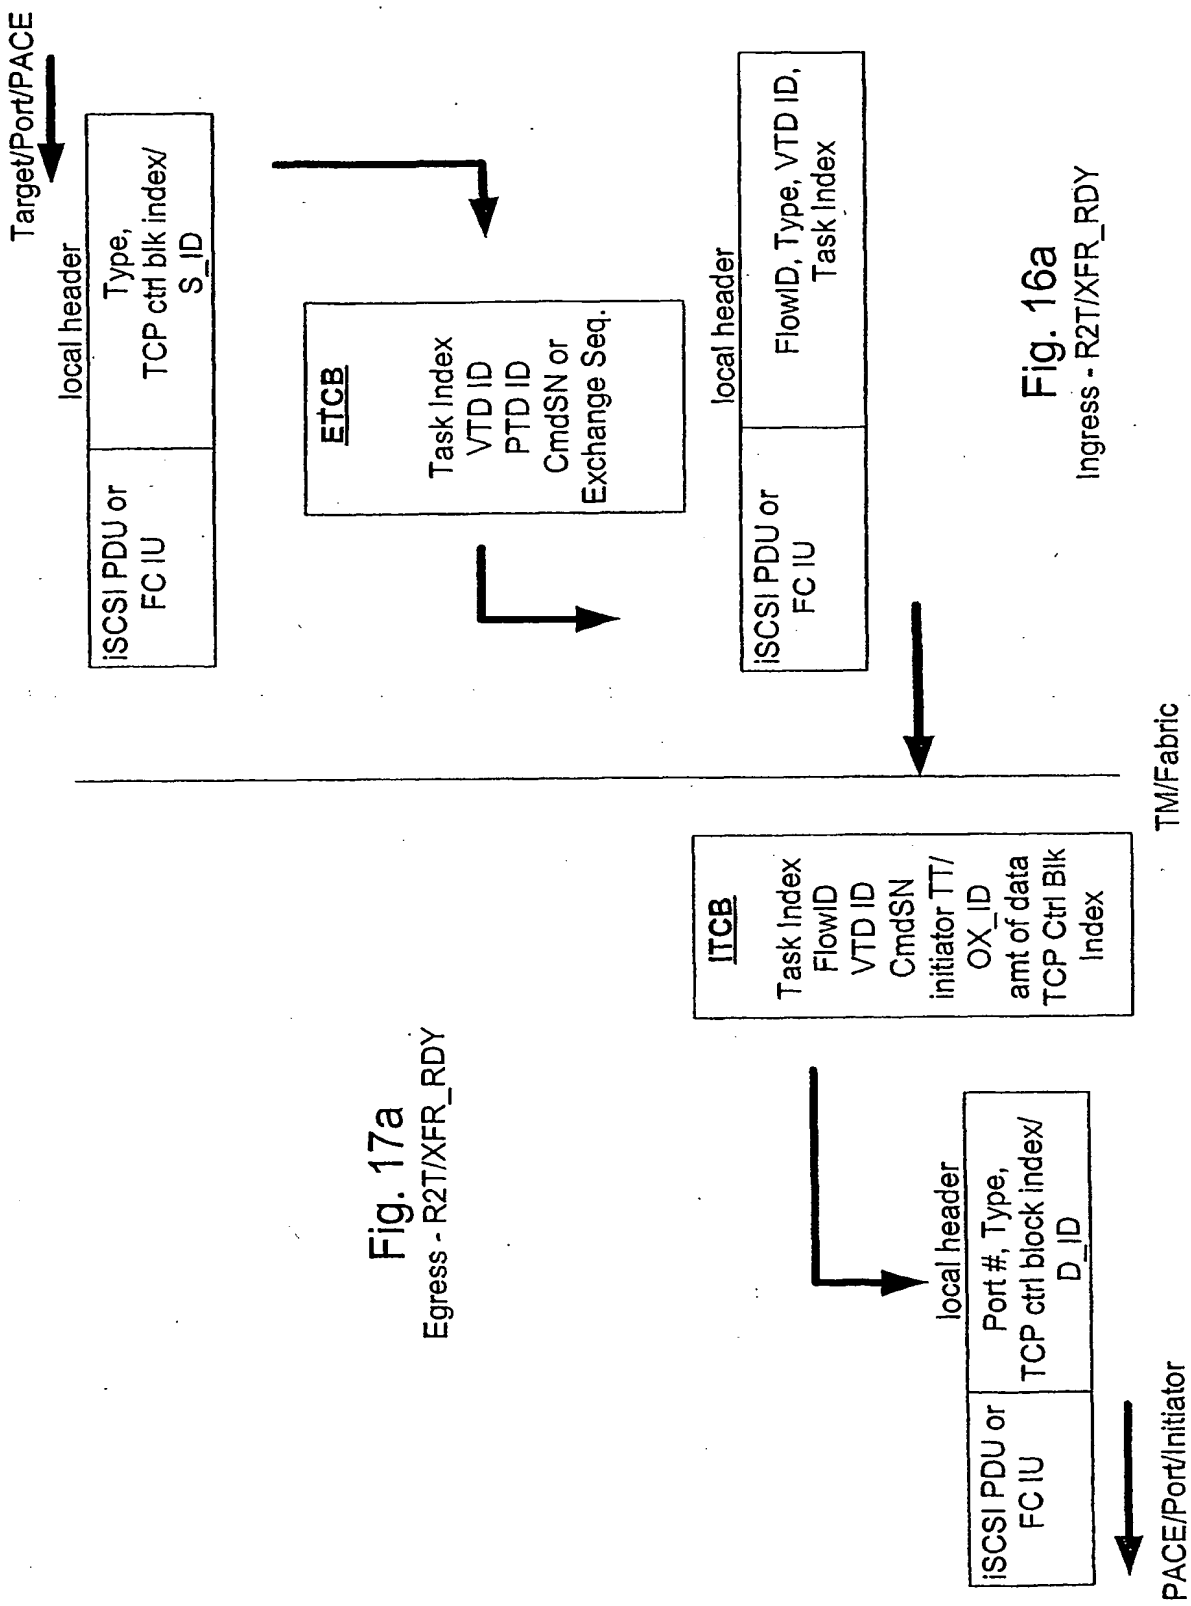 Target/Port/PACE
local header
iSCSI PDU or
FC IU
Type,
TCP ctrl blk index/
S_ID
ETCB
Task Index
VTD ID
PTD ID
CmdSN or
Exchange Seq.
local header
iSCSI PDU or
FC IU
FlowID, Type, VTD ID,
Task Index
Fig. 16a
Ingress - R2T/XFR_RDY
TM/Fabric
Fig. 17a
Egress - R2T/XFR_RDY
ITCB
Task Index
FlowID
VTD ID
CmdSN
initiator TT/
OX_ID
amt of data
TCP Ctrl Blk
Index
local header
iSCSI PDU or
FC IU
Port #, Type,
TCP ctrl block index/
D_ID
PACE/Port/Initiator